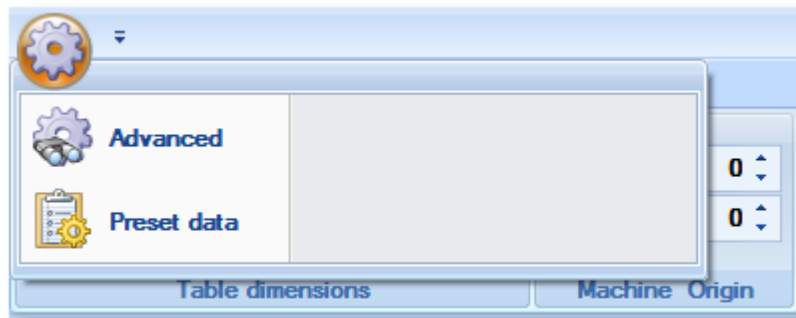 Advanced
0
Preset data
0
Table dimensions
Machine Origin